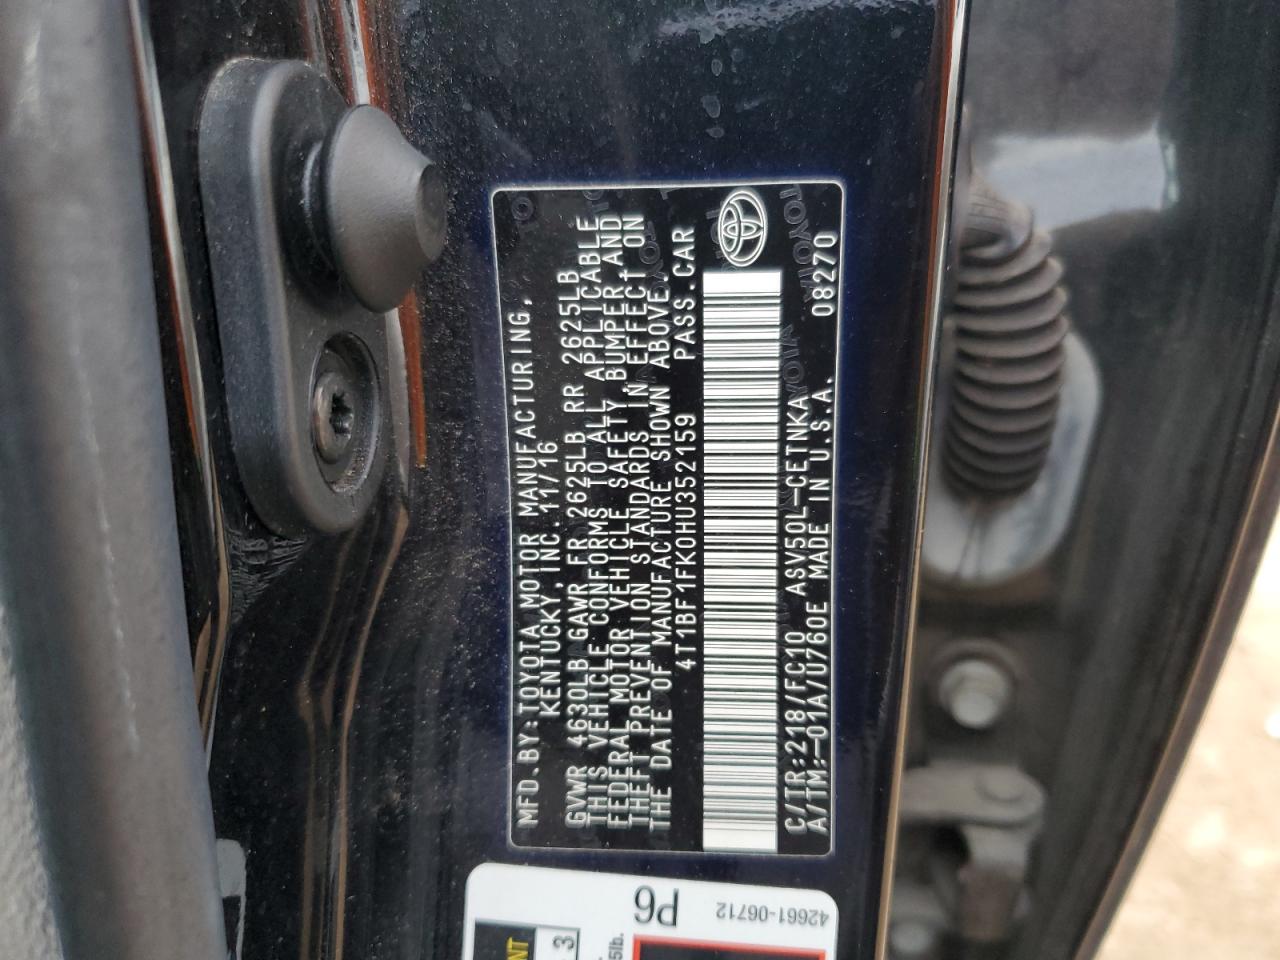 MFD.BY:TOYOTA MOTOR MANUFACTURING,
KENTUCKY, INC. 11/16
GVWR 4630LB GAWR FR 2625LB RR 2625LB
THIS VEHICLE CONFORMS TO ALL APPLICABLE
FEDERAL MOTOR VEHICLE SAFETY, BUMPER, AND
THEFT PREVENTION STANDARDS IN EFFECT ON
THE DATE OF MANUFACTURE SHOWN ABOVE.
4T1BF1FK0HU352159 PASS.CAR
C/TR:218/FC10 ASV50L-CETNKA
A/TM:-01A/U760E MADE IN U.S.A. 08270
P6
42661-06712
3